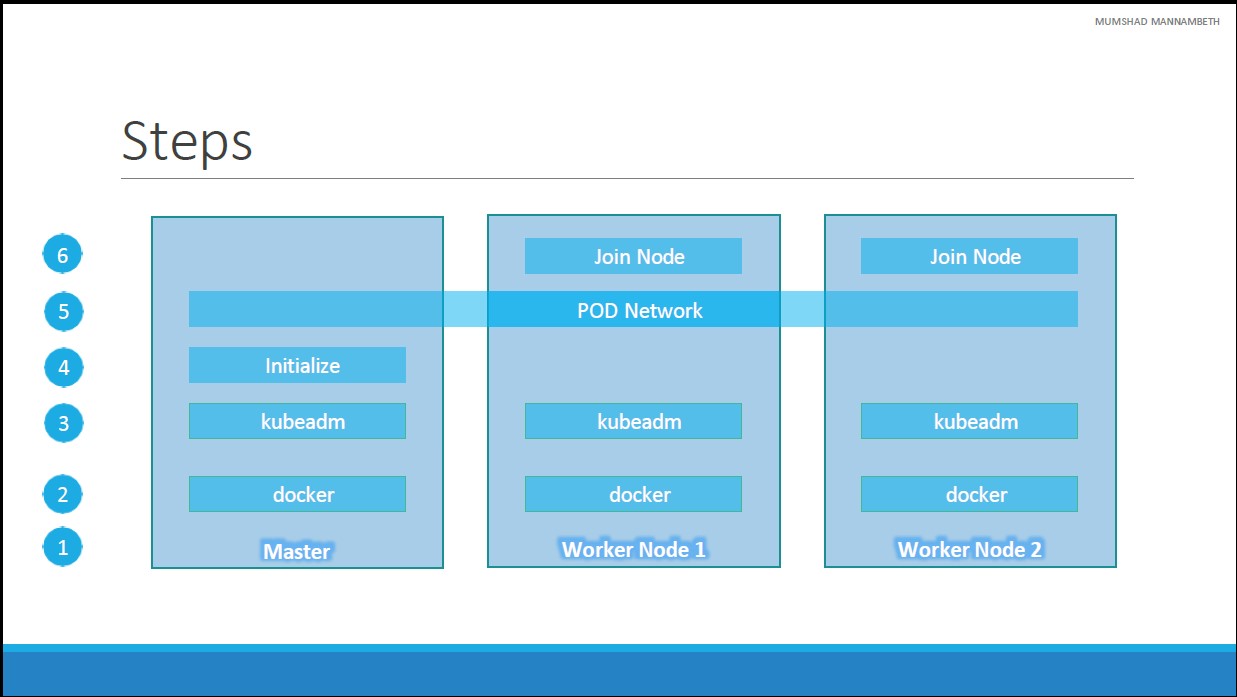 MUMSHAD MANNAMBETH
Steps
6
Join Node
Join Node
5
POD Network
4
Initialize
3
kubeadm
kubeadm
kubeadm
2
docker
docker
docker
1
Master
Worker Node 1
Worker Node 2